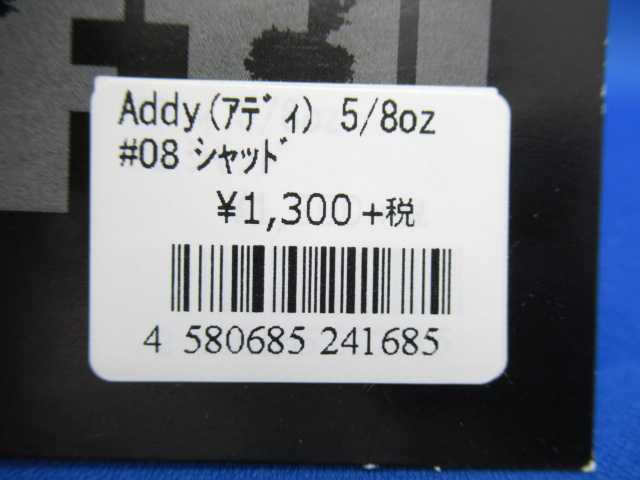 Addy(ｱﾃﾞｨ) 5/8oz
#08 ｼｬｯﾄﾞ
¥1,300+税
4 580685 241685